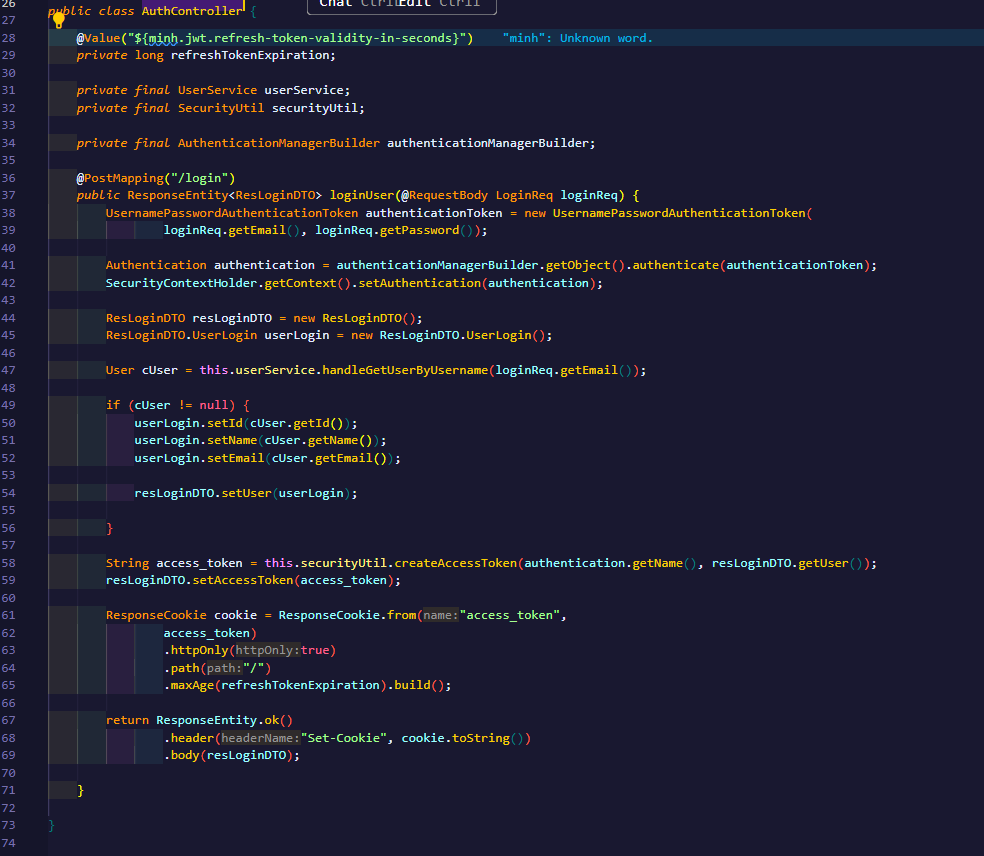 Chat Ctrl Edit Ctrl
26 public class AuthController {
27
28 @Value("${minh.jwt.refresh-token-validity-in-seconds}") "minh": Unknown word.
29 private long refreshTokenExpiration;
30
31 private final UserService userService;
32 private final SecurityUtil securityUtil;
33
34 private final AuthenticationManagerBuilder authenticationManagerBuilder;
35
36 @PostMapping("/login")
37 public ResponseEntity<ResLoginDTO> loginUser(@RequestBody LoginReq loginReq) {
38 UsernamePasswordAuthenticationToken authenticationToken = new UsernamePasswordAuthenticationToken(
39 loginReq.getEmail(), loginReq.getPassword());
40
41 Authentication authentication = authenticationManagerBuilder.getObject().authenticate(authenticationToken);
42 SecurityContextHolder.getContext().setAuthentication(authentication);
43
44 ResLoginDTO resLoginDTO = new ResLoginDTO();
45 ResLoginDTO.UserLogin userLogin = new ResLoginDTO.UserLogin();
46
47 User cUser = this.userService.handleGetUserByUsername(loginReq.getEmail());
48
49 if (cUser != null) {
50 userLogin.setId(cUser.getId());
51 userLogin.setName(cUser.getName());
52 userLogin.setEmail(cUser.getEmail());
53
54 resLoginDTO.setUser(userLogin);
55
56 }
57
58 String access_token = this.securityUtil.createAccessToken(authentication.getName(), resLoginDTO.getUser());
59 resLoginDTO.setAccessToken(access_token);
60
61 ResponseCookie cookie = ResponseCookie.from(name:"access_token",
62 access_token)
63 .httpOnly(httpOnly:true)
64 .path(path:"/")
65 .maxAge(refreshTokenExpiration).build();
66
67 return ResponseEntity.ok()
68 .header(headerName:"Set-Cookie", cookie.toString())
69 .body(resLoginDTO);
70
71 }
72
73 }
74